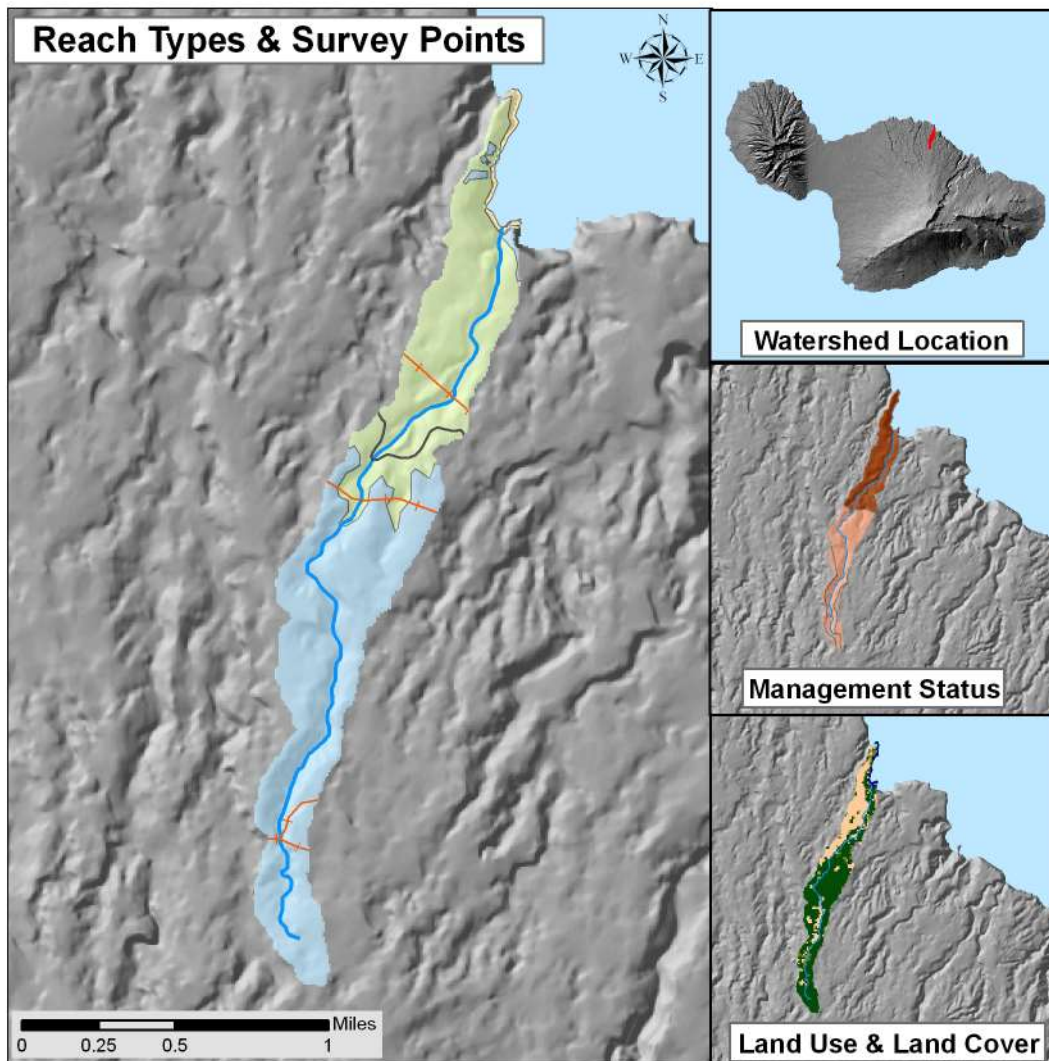 Reach Types & Survey Points
N
W
E
S
Watershed Location
Management Status
Land Use & Land Cover
Miles
0
0.25
0.5
1